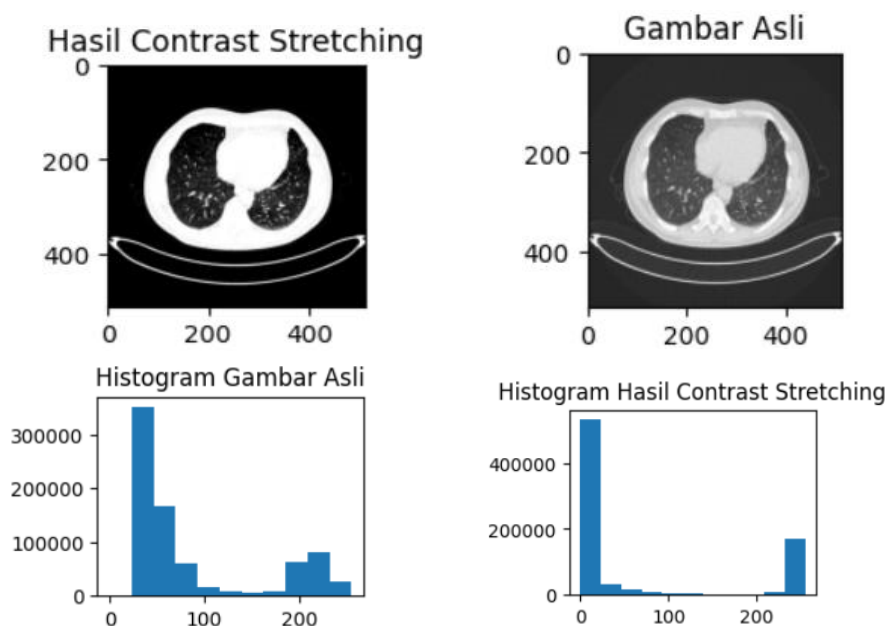 Hasil Contrast Stretching
0
200
400
0 200 400
Gambar Asli
0
200
400
0 200 400
Histogram Gambar Asli
300000
200000
100000
0
0 100 200
Histogram Hasil Contrast Stretching
400000
200000
0
0 100 200